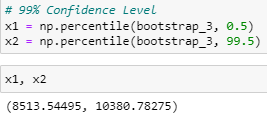 # 99% Confidence Level
x1 = np.percentile(bootstrap_3, 0.5)
x2 = np.percentile(bootstrap_3, 99.5)
x1, x2
(8513.54495, 10380.78275)